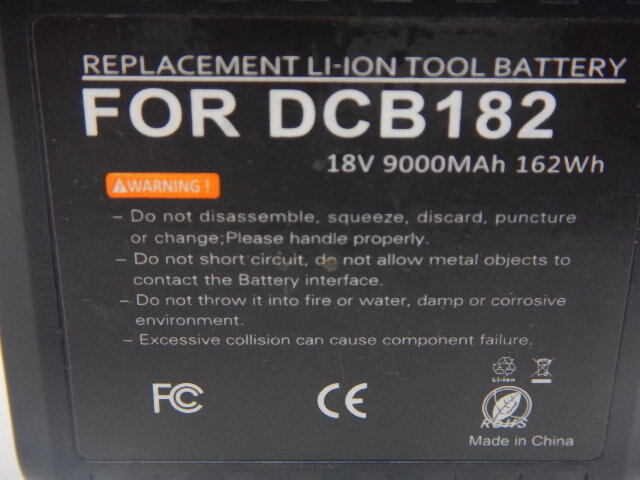 REPLACEMENT LI-ION TOOL BATTERY
FOR DCB182
18V 9000MAh 162Wh
WARNING !
– Do not disassemble, squeeze, discard, puncture
or change;Please handle properly.
– Do not short circuit, do not allow metal objects to
contact the Battery interface.
– Do not throw it into fire or water, damp or corrosive
environment.
– Excessive collision can cause component failure.
Li-ion
FC CE
RoHS
Made in China